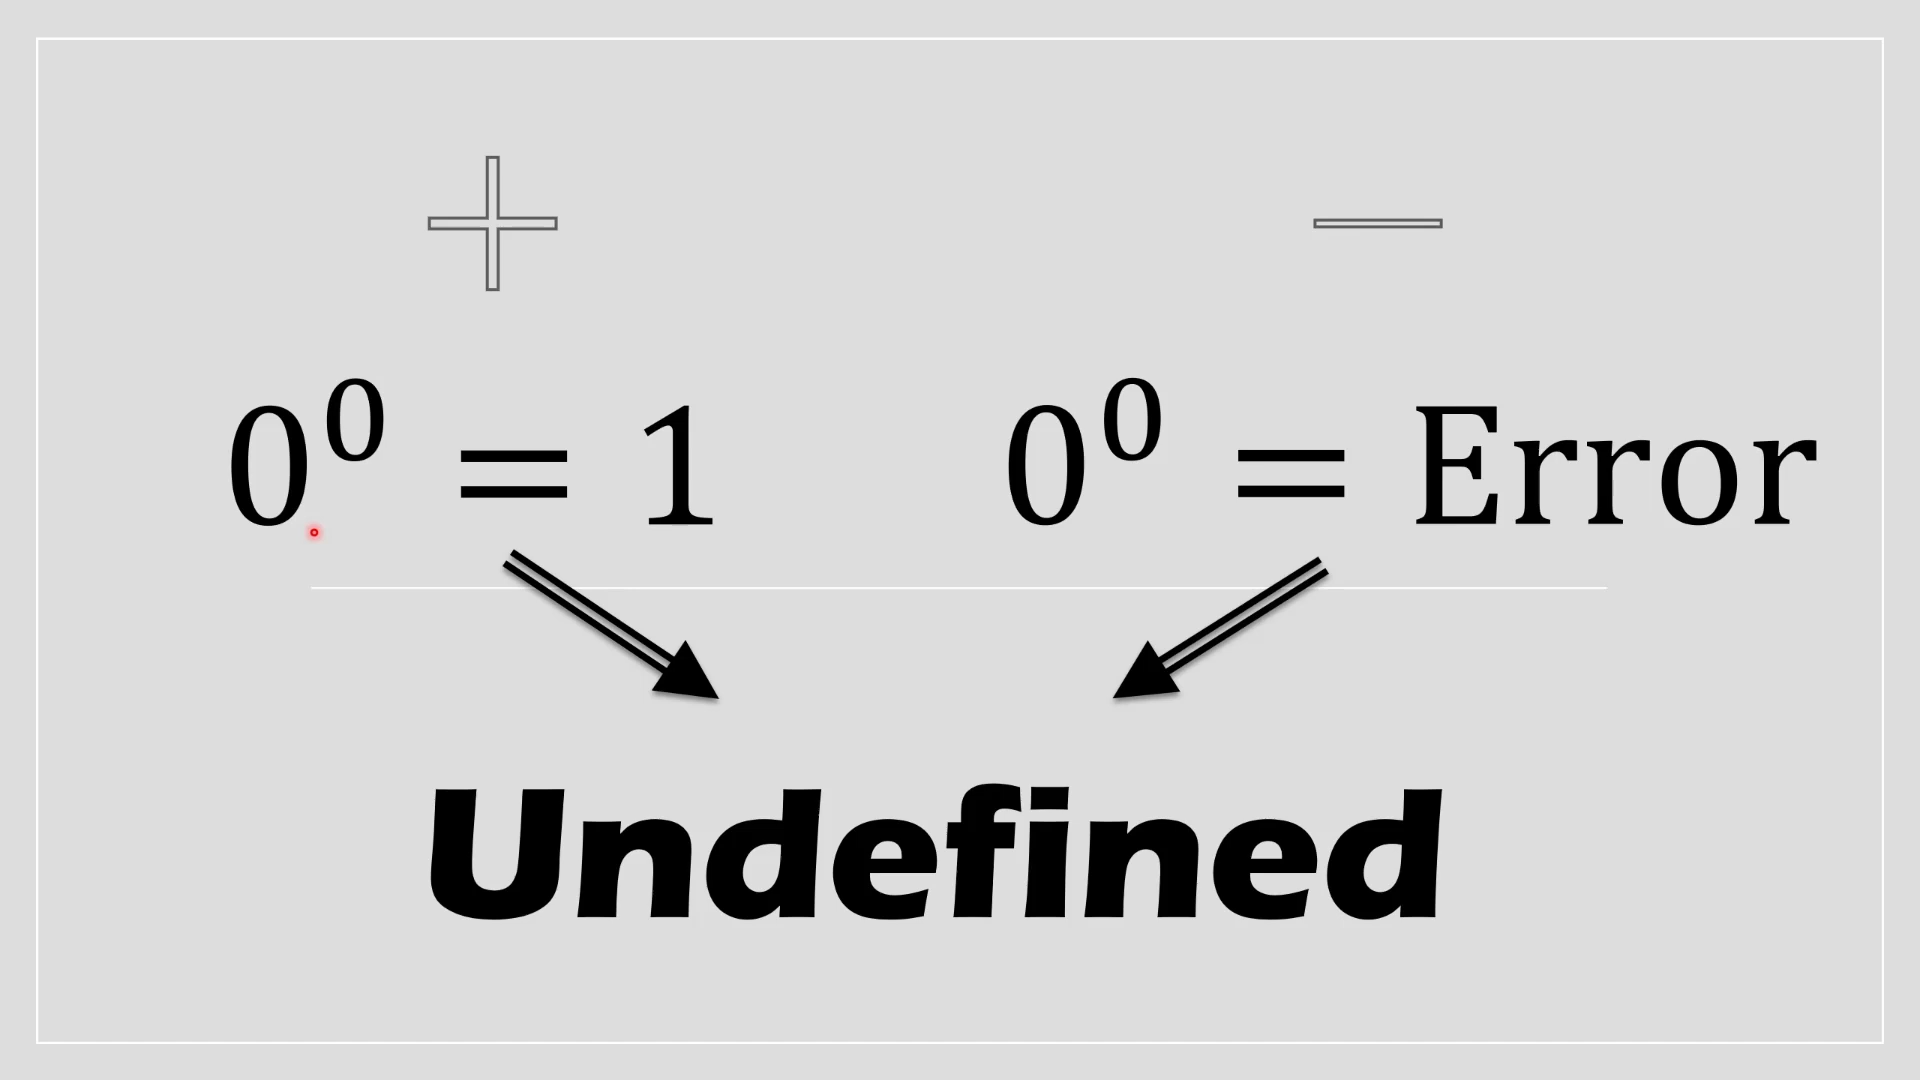 + −
0⁰ = 1 0⁰ = Error
Undefined